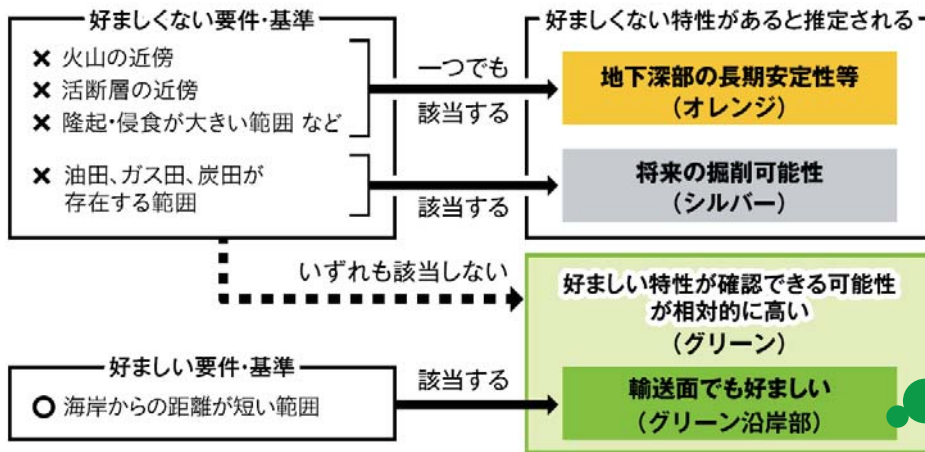 好ましくない要件・基準
× 火山の近傍
× 活断層の近傍
× 隆起・侵食が大きい範囲 など
× 油田、ガス田、炭田が
存在する範囲
一つでも
該当する
該当する
好ましくない特性があると推定される
地下深部の長期安定性等
(オレンジ)
将来の掘削可能性
(シルバー)
いずれも該当しない
好ましい特性が確認できる可能性
が相対的に高い
(グリーン)
好ましい要件・基準
○ 海岸からの距離が短い範囲
該当する
輸送面でも好ましい
(グリーン沿岸部)